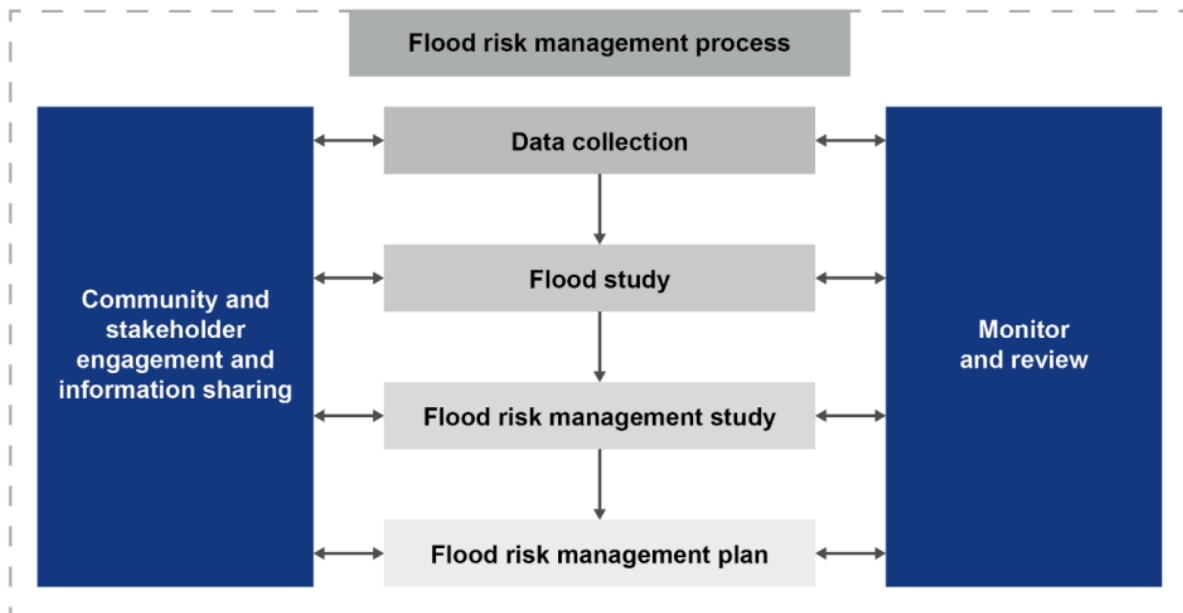 Flood risk management process
Data collection
Flood study
Community and
stakeholder
engagement and
information sharing
Monitor
and review
Flood risk management study
Flood risk management plan